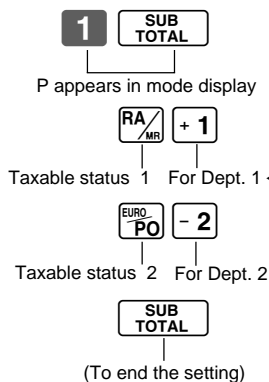 1 SUB TOTAL
P appears in mode display
RA/MR + 1
Taxable status 1 For Dept. 1
EURO PO - 2
Taxable status 2 For Dept. 2
SUB TOTAL
(To end the setting)